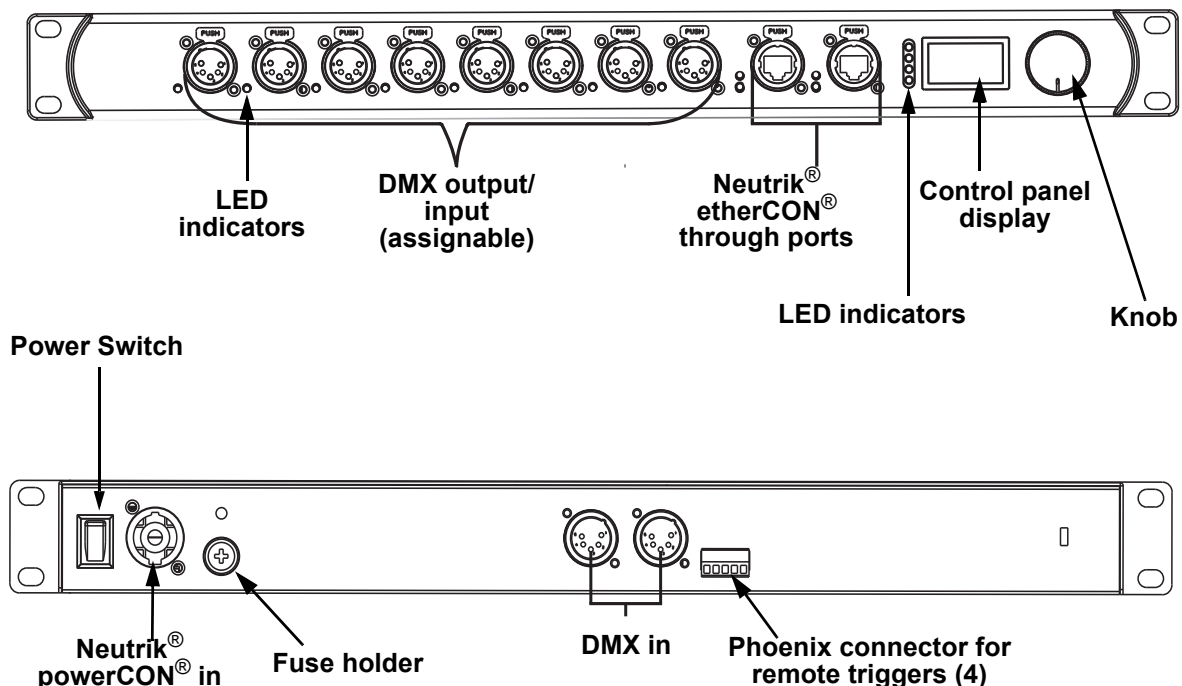 PUSH PUSH PUSH PUSH PUSH PUSH PUSH PUSH PUSH PUSH
LED
indicators
DMX output/
input
(assignable)
Neutrik®
etherCON®
through ports
Control panel
display
LED indicators
Knob
Power Switch
Neutrik®
powerCON® in
Fuse holder
DMX in
Phoenix connector for
remote triggers (4)